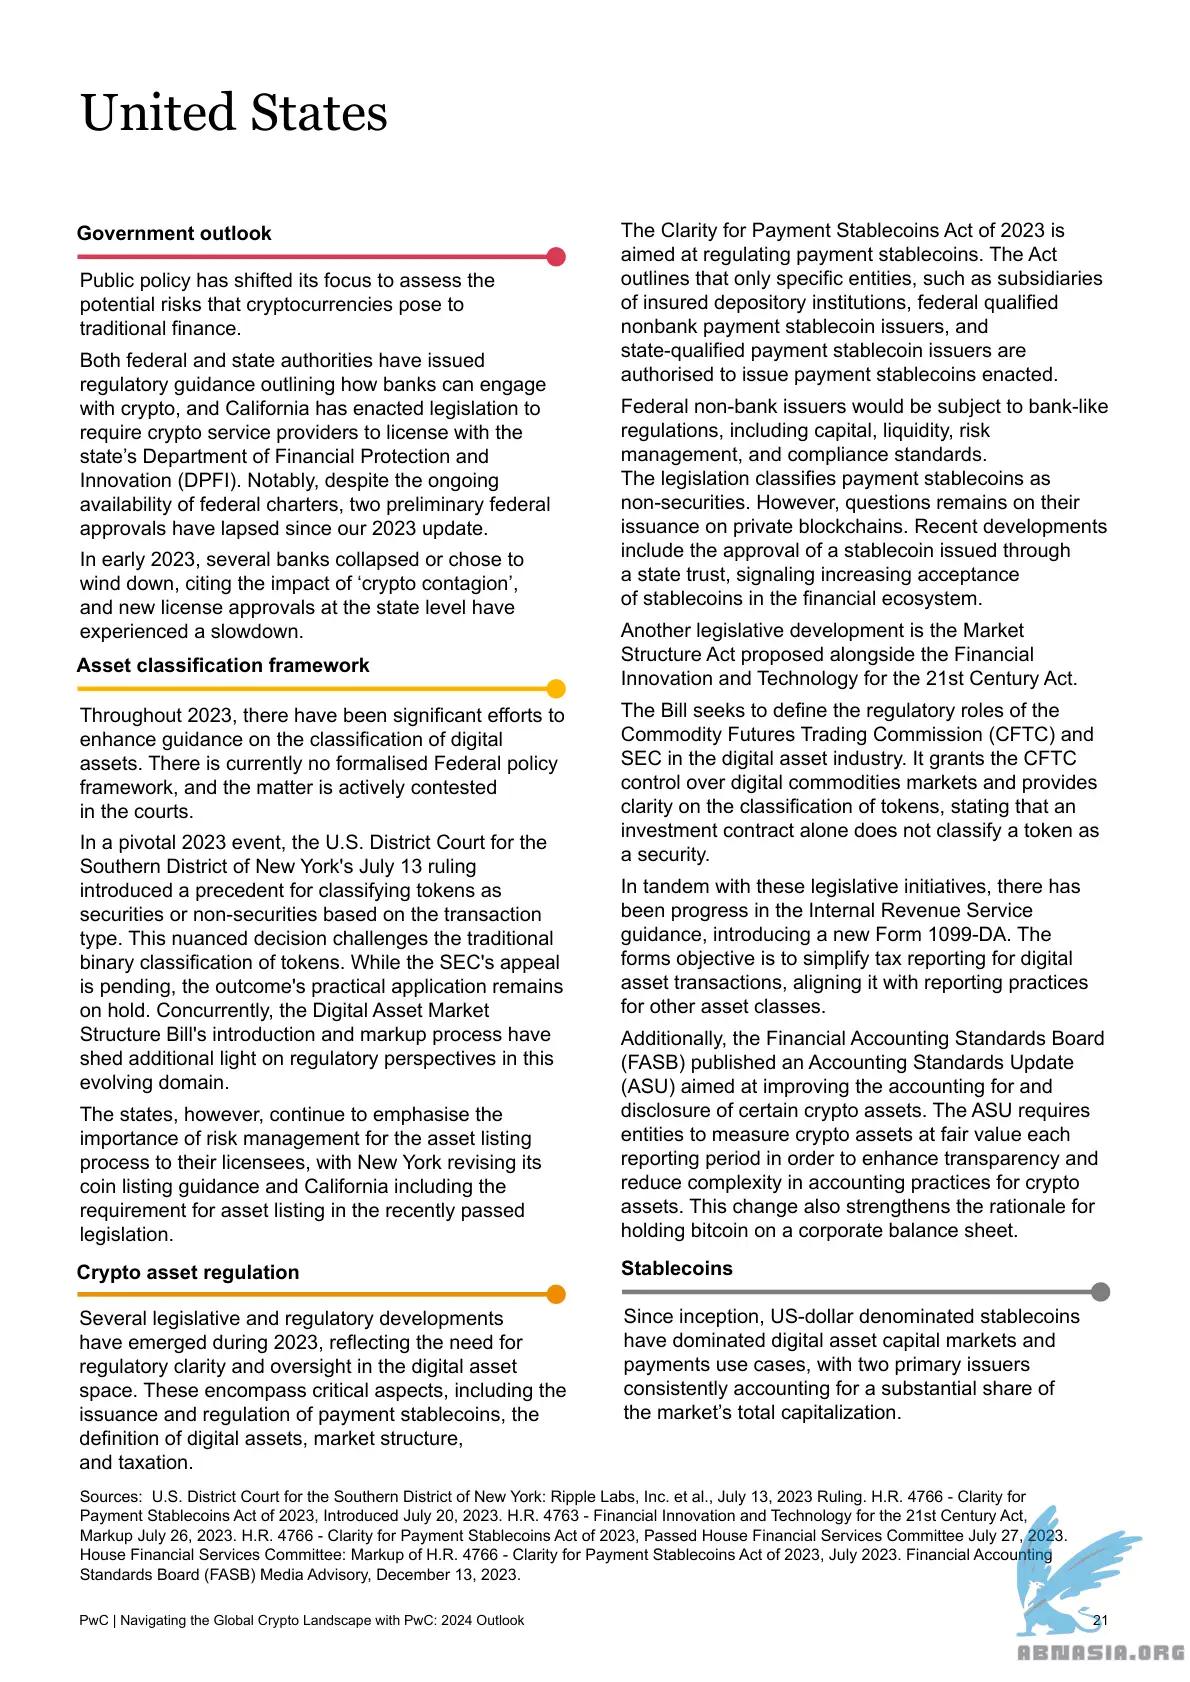 United States
Government outlook
Public policy has shifted its focus to assess the
potential risks that cryptocurrencies pose to
traditional finance.
Both federal and state authorities have issued
regulatory guidance outlining how banks can engage
with crypto, and California has enacted legislation to
require crypto service providers to license with the
state’s Department of Financial Protection and
Innovation (DPFI). Notably, despite the ongoing
availability of federal charters, two preliminary federal
approvals have lapsed since our 2023 update.
In early 2023, several banks collapsed or chose to
wind down, citing the impact of ‘crypto contagion’,
and new license approvals at the state level have
experienced a slowdown.
Asset classification framework
Throughout 2023, there have been significant efforts to
enhance guidance on the classification of digital
assets. There is currently no formalised Federal policy
framework, and the matter is actively contested
in the courts.
In a pivotal 2023 event, the U.S. District Court for the
Southern District of New York's July 13 ruling
introduced a precedent for classifying tokens as
securities or non-securities based on the transaction
type. This nuanced decision challenges the traditional
binary classification of tokens. While the SEC's appeal
is pending, the outcome's practical application remains
on hold. Concurrently, the Digital Asset Market
Structure Bill's introduction and markup process have
shed additional light on regulatory perspectives in this
evolving domain.
The states, however, continue to emphasise the
importance of risk management for the asset listing
process to their licensees, with New York revising its
coin listing guidance and California including the
requirement for asset listing in the recently passed
legislation.
Crypto asset regulation
Several legislative and regulatory developments
have emerged during 2023, reflecting the need for
regulatory clarity and oversight in the digital asset
space. These encompass critical aspects, including the
issuance and regulation of payment stablecoins, the
definition of digital assets, market structure,
and taxation.
The Clarity for Payment Stablecoins Act of 2023 is
aimed at regulating payment stablecoins. The Act
outlines that only specific entities, such as subsidiaries
of insured depository institutions, federal qualified
nonbank payment stablecoin issuers, and
state-qualified payment stablecoin issuers are
authorised to issue payment stablecoins enacted.
Federal non-bank issuers would be subject to bank-like
regulations, including capital, liquidity, risk
management, and compliance standards.
The legislation classifies payment stablecoins as
non-securities. However, questions remains on their
issuance on private blockchains. Recent developments
include the approval of a stablecoin issued through
a state trust, signaling increasing acceptance
of stablecoins in the financial ecosystem.
Another legislative development is the Market
Structure Act proposed alongside the Financial
Innovation and Technology for the 21st Century Act.
The Bill seeks to define the regulatory roles of the
Commodity Futures Trading Commission (CFTC) and
SEC in the digital asset industry. It grants the CFTC
control over digital commodities markets and provides
clarity on the classification of tokens, stating that an
investment contract alone does not classify a token as
a security.
In tandem with these legislative initiatives, there has
been progress in the Internal Revenue Service
guidance, introducing a new Form 1099-DA. The
forms objective is to simplify tax reporting for digital
asset transactions, aligning it with reporting practices
for other asset classes.
Additionally, the Financial Accounting Standards Board
(FASB) published an Accounting Standards Update
(ASU) aimed at improving the accounting for and
disclosure of certain crypto assets. The ASU requires
entities to measure crypto assets at fair value each
reporting period in order to enhance transparency and
reduce complexity in accounting practices for crypto
assets. This change also strengthens the rationale for
holding bitcoin on a corporate balance sheet.
Stablecoins
Since inception, US-dollar denominated stablecoins
have dominated digital asset capital markets and
payments use cases, with two primary issuers
consistently accounting for a substantial share of
the market’s total capitalization.
Sources:  U.S. District Court for the Southern District of New York: Ripple Labs, Inc. et al., July 13, 2023 Ruling. H.R. 4766 - Clarity for
Payment Stablecoins Act of 2023, Introduced July 20, 2023. H.R. 4763 - Financial Innovation and Technology for the 21st Century Act,
Markup July 26, 2023. H.R. 4766 - Clarity for Payment Stablecoins Act of 2023, Passed House Financial Services Committee July 27, 2023.
House Financial Services Committee: Markup of H.R. 4766 - Clarity for Payment Stablecoins Act of 2023, July 2023. Financial Accounting
Standards Board (FASB) Media Advisory, December 13, 2023.
PwC | Navigating the Global Crypto Landscape with PwC: 2024 Outlook
21
ABNASIA.ORG